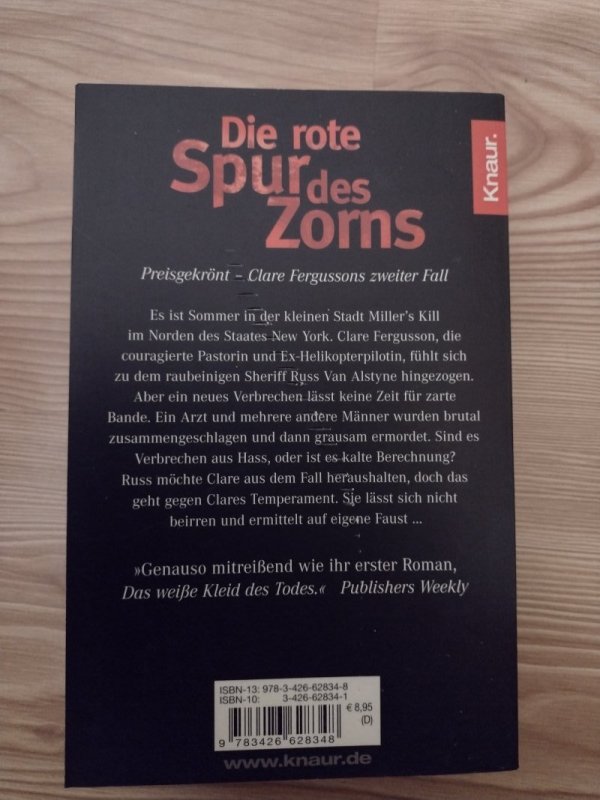 Die rote
Spur des
Zorns
Knaur.
Preisgekrönt – Clare Fergussons zweiter Fall
Es ist Sommer in der kleinen Stadt Miller's Kill
im Norden des Staates New York. Clare Fergusson, die
couragierte Pastorin und Ex-Helikopterpilotin, fühlt sich
zu dem raubeinigen Sheriff Russ Van Alstyne hingezogen.
Aber ein neues Verbrechen lässt keine Zeit für zarte
Bande. Ein Arzt und mehrere andere Männer wurden brutal
zusammengeschlagen und dann grausam ermordet. Sind es
Verbrechen aus Hass, oder ist es kalte Berechnung?
Russ möchte Clare aus dem Fall heraushalten, doch das
geht gegen Clares Temperament. Sie lässt sich nicht
beirren und ermittelt auf eigene Faust ...
»Genauso mitreißend wie ihr erster Roman,
Das weiße Kleid des Todes.« Publishers Weekly
ISBN-13: 978-3-426-62834-8
ISBN-10: 3-426-62834-1
€ 8,95
(D)
9 783426 628348
www.knaur.de